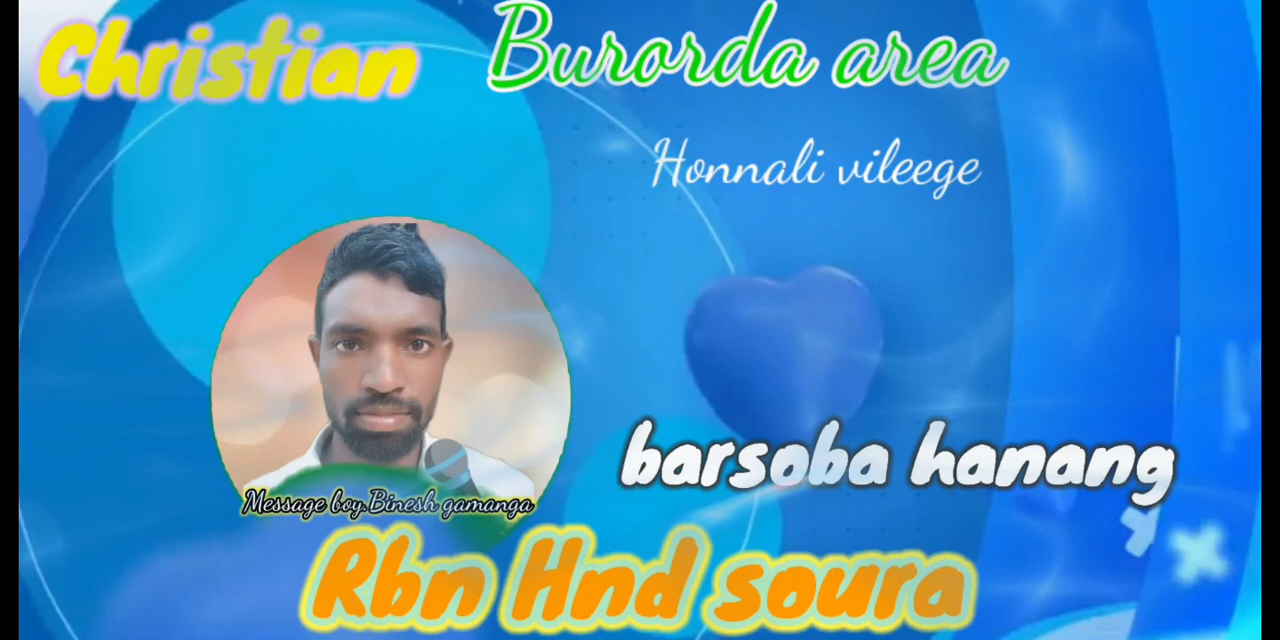 Christian
Burorda area
Honnali vileege
barsoba hanang
Message boy.Binesh gamanga
Rbn Hnd soura